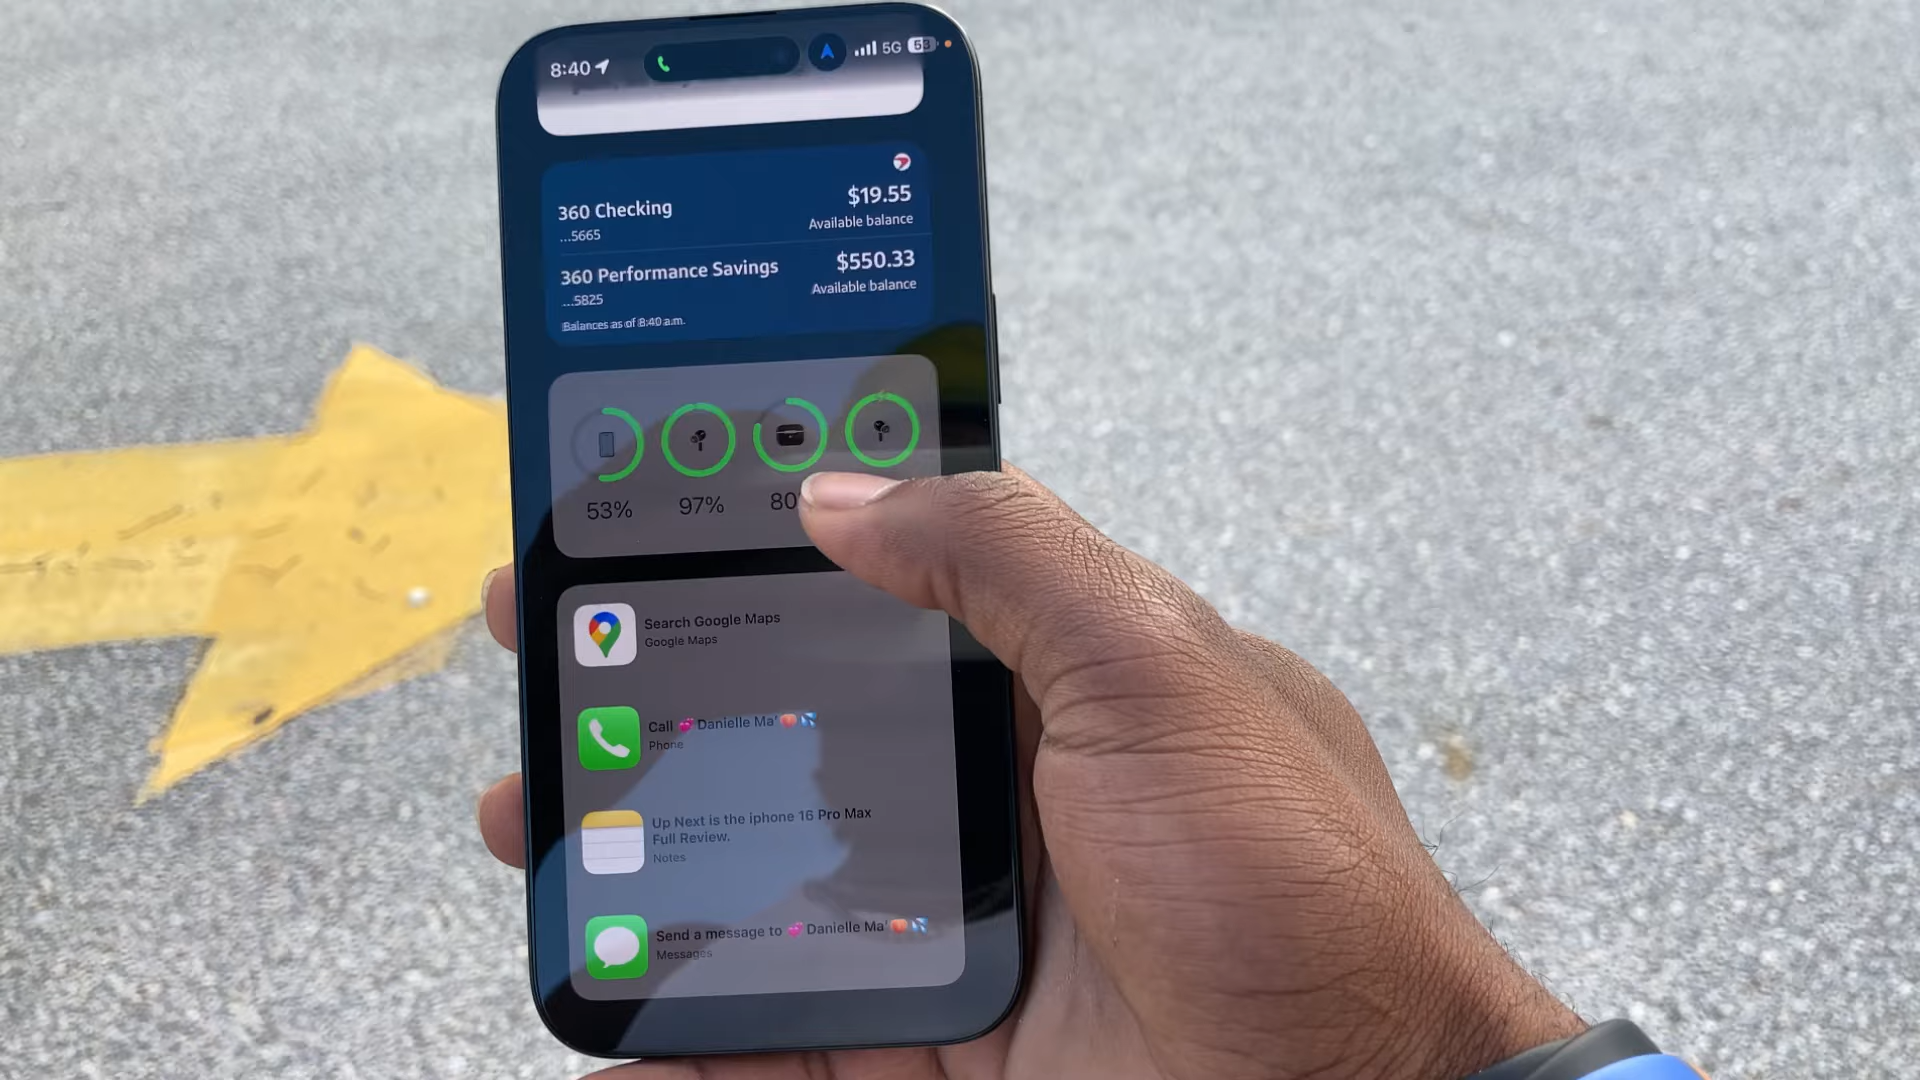 8:40
5G 53
360 Checking
$19.55
...5665
Available balance
360 Performance Savings
$550.33
...5825
Available balance
Balances as of 8:40 a.m.
53%
97%
80
Search Google Maps
Google Maps
Call 💞 Danielle Ma' 🍑💦
Phone
Up Next is the iphone 16 Pro Max
Full Review.
Notes
Send a message to 💞 Danielle Ma' 🍑💦
Messages